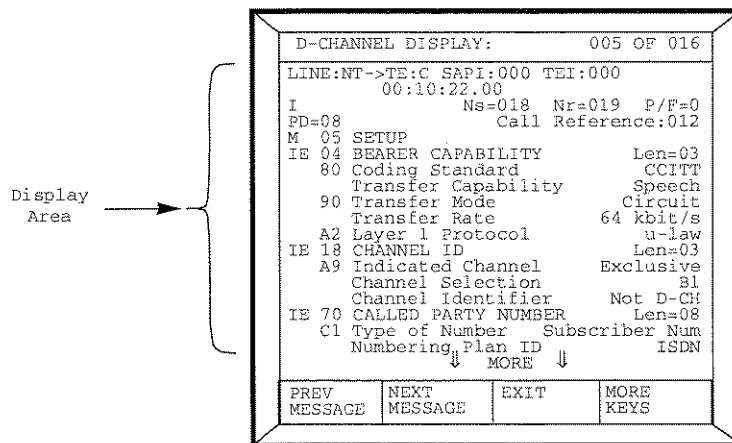 D-CHANNEL DISPLAY: 005 OF 016
LINE:NT->TE:C SAPI:000 TEI:000
00:10:22.00
I Ns=018 Nr=019 P/F=0
PD=08 Call Reference:012
M 05 SETUP
IE 04 BEARER CAPABILITY Len=03
80 Coding Standard CCITT
Transfer Capability Speech
90 Transfer Mode Circuit
Transfer Rate 64 kbit/s
A2 Layer 1 Protocol u-law
IE 18 CHANNEL ID Len=03
A9 Indicated Channel Exclusive
Channel Selection B1
Channel Identifier Not D-CH
IE 70 CALLED PARTY NUMBER Len=08
C1 Type of Number Subscriber Num
Numbering Plan ID ISDN
⇓ MORE ⇓
PREV MESSAGE
NEXT MESSAGE
EXIT
MORE KEYS
Display
Area